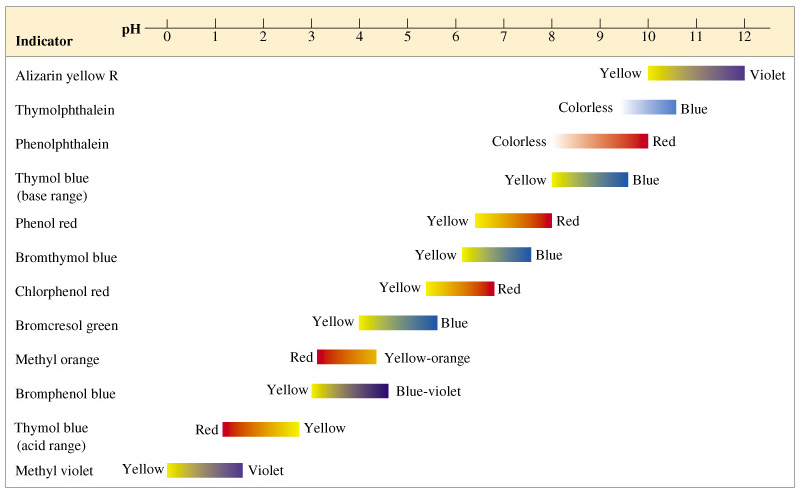 pH 0 1 2 3 4 5 6 7 8 9 10 11 12
Indicator
Alizarin yellow R Yellow Violet
Thymolphthalein Colorless Blue
Phenolphthalein Colorless Red
Thymol blue Yellow Blue
(base range)
Phenol red Yellow Red
Bromthymol blue Yellow Blue
Chlorphenol red Yellow Red
Bromcresol green Yellow Blue
Methyl orange Red Yellow-orange
Bromphenol blue Yellow Blue-violet
Thymol blue Red Yellow
(acid range)
Methyl violet Yellow Violet